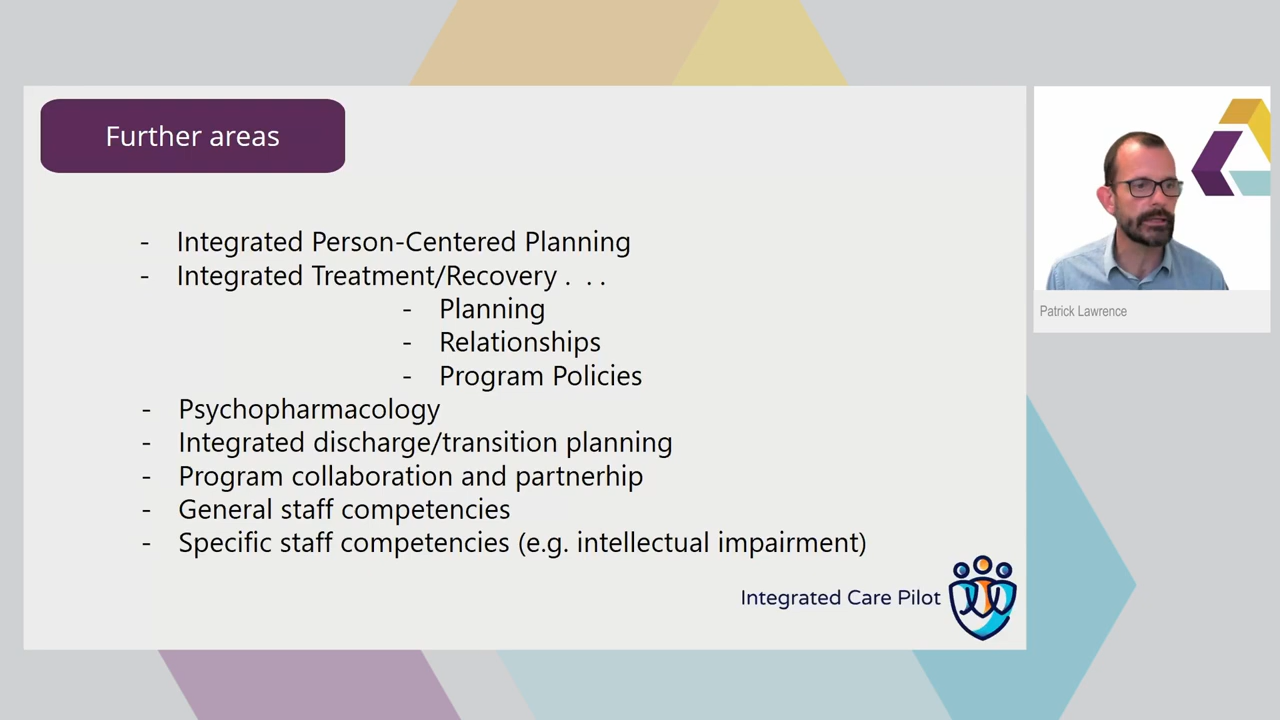 Further areas
- Integrated Person-Centered Planning
- Integrated Treatment/Recovery . . .
- Planning
- Relationships
- Program Policies
- Psychopharmacology
- Integrated discharge/transition planning
- Program collaboration and partnerhip
- General staff competencies
- Specific staff competencies (e.g. intellectual impairment)
Integrated Care Pilot
Patrick Lawrence